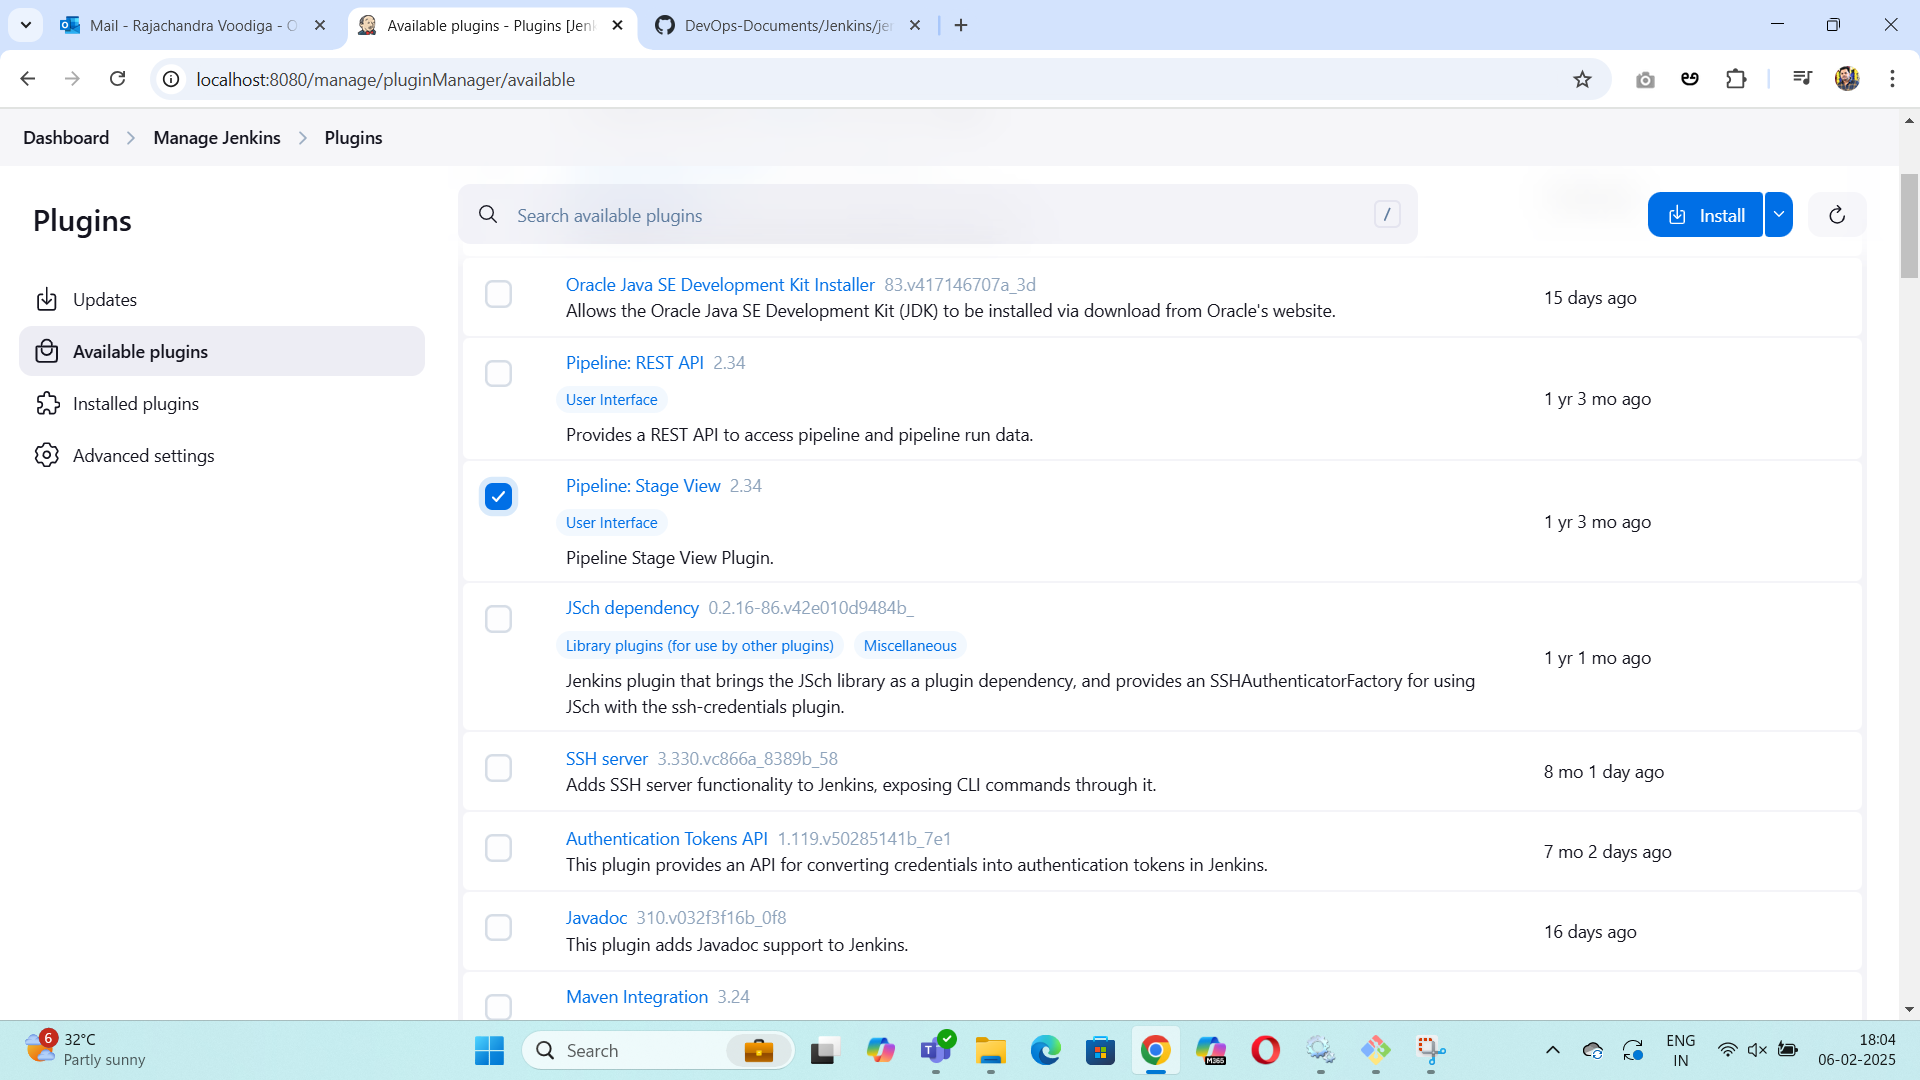 Mail - Rajachandra Voodiga - O
Available plugins - Plugins [Jenk
DevOps-Documents/Jenkins/jen
localhost:8080/manage/pluginManager/available
Dashboard
Manage Jenkins
Plugins
Plugins
Search available plugins
/
Install
Updates
Available plugins
Installed plugins
Advanced settings
Oracle Java SE Development Kit Installer 83.v417146707a_3d
Allows the Oracle Java SE Development Kit (JDK) to be installed via download from Oracle's website.
15 days ago
Pipeline: REST API 2.34
User Interface
Provides a REST API to access pipeline and pipeline run data.
1 yr 3 mo ago
Pipeline: Stage View 2.34
User Interface
Pipeline Stage View Plugin.
1 yr 3 mo ago
JSch dependency 0.2.16-86.v42e010d9484b_
Library plugins (for use by other plugins)
Miscellaneous
Jenkins plugin that brings the JSch library as a plugin dependency, and provides an SSHAuthenticatorFactory for using
JSch with the ssh-credentials plugin.
1 yr 1 mo ago
SSH server 3.330.vc866a_8389b_58
Adds SSH server functionality to Jenkins, exposing CLI commands through it.
8 mo 1 day ago
Authentication Tokens API 1.119.v50285141b_7e1
This plugin provides an API for converting credentials into authentication tokens in Jenkins.
7 mo 2 days ago
Javadoc 310.v032f3f16b_0f8
This plugin adds Javadoc support to Jenkins.
16 days ago
Maven Integration 3.24
6
32°C
Partly sunny
Search
M365
ENG
IN
18:04
06-02-2025